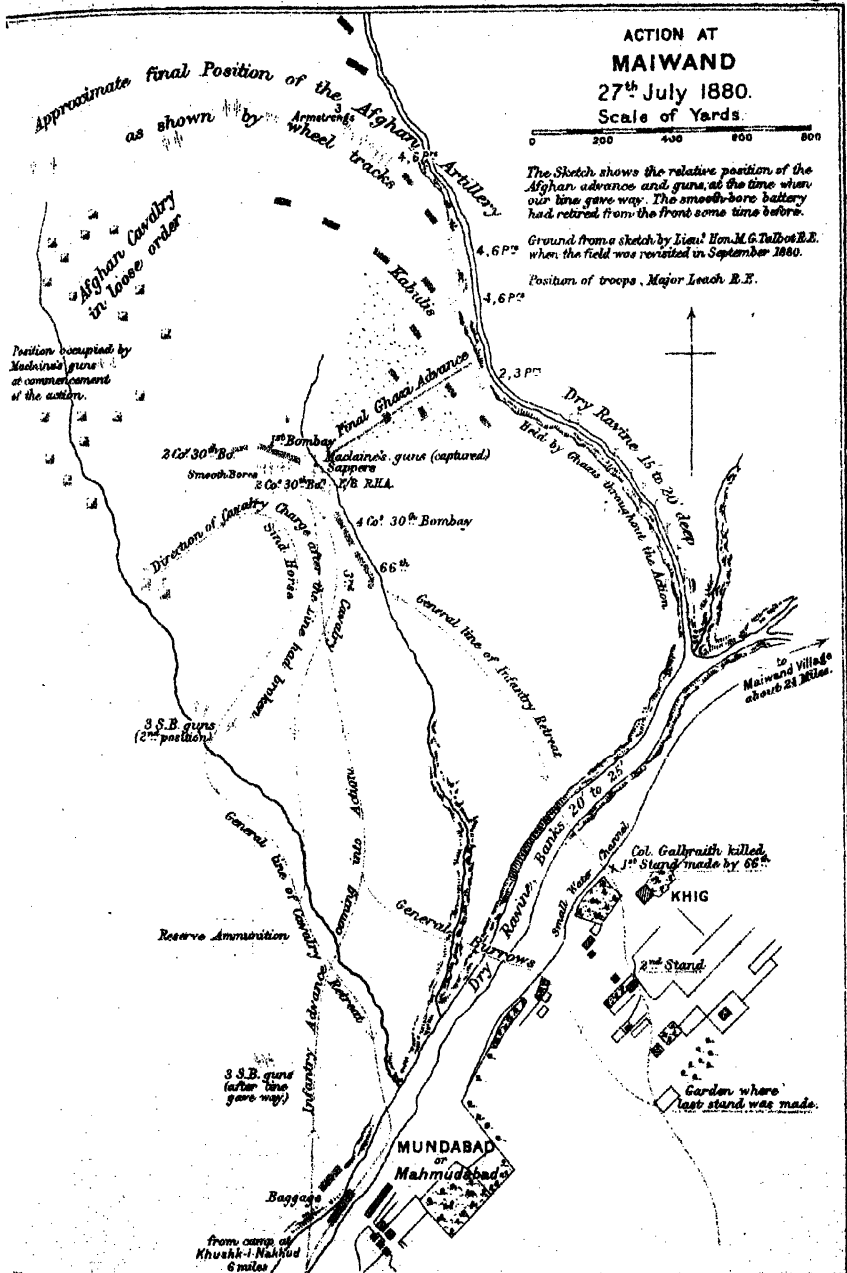 ACTION AT
MAIWAND
27th July 1880.
Scale of Yards.
0 200 400 600 800
The Sketch shows the relative position of the
Afghan advance and guns, at the time when
our line gave way. The smooth-bore battery
had retired from the front some time before.
Ground from a sketch by Lieut. Hon. M.G. Talbot R.E.
when the field was revisited in September 1880.
Position of troops, Major Leach R.E.
Approximate final Position of the Afghan Artillery
as shown by wheel tracks
3
Armstrongs
4, 6 Prs
4, 6 Prs
4, 6 Prs
2, 3 Prs
Afghan Cavalry
in loose order
Kabulis
Position occupied by
Maclaine's guns
at commencement
of the action.
Final Ghazi Advance
Dry Ravine 15' to 20' deep
Held by Ghazis throughout the Action
1st Bombay
2 Cos 30th Bo.
Maclaine's guns (captured)
Sappers
Smooth Bores
2 Cos 30th Bo.
E/B R.H.A.
4 Cos 30th Bombay
66th
Direction of Cavalry Charge after the Line had broken.
Sind Horse
3rd Cavalry
General line of Infantry Retreat
to
Maiwand Village
about 2¾ Miles.
3 S.B. guns
(2nd position)
General line of Cavalry Retreat
Action
during
General Burrows
Dry Ravine, Banks 20' to 25'
Small Water Channel
Col. Galbraith killed
1st Stand made by 66th
KHIG
2nd Stand
Reserve Ammunition
Infantry Advance
3 S.B. guns
(after line
gave way.)
Garden where
last stand was made.
MUNDABAD
or
Mahmudabad
Baggage
from camp at
Khushk-i-Nakhud
6 miles